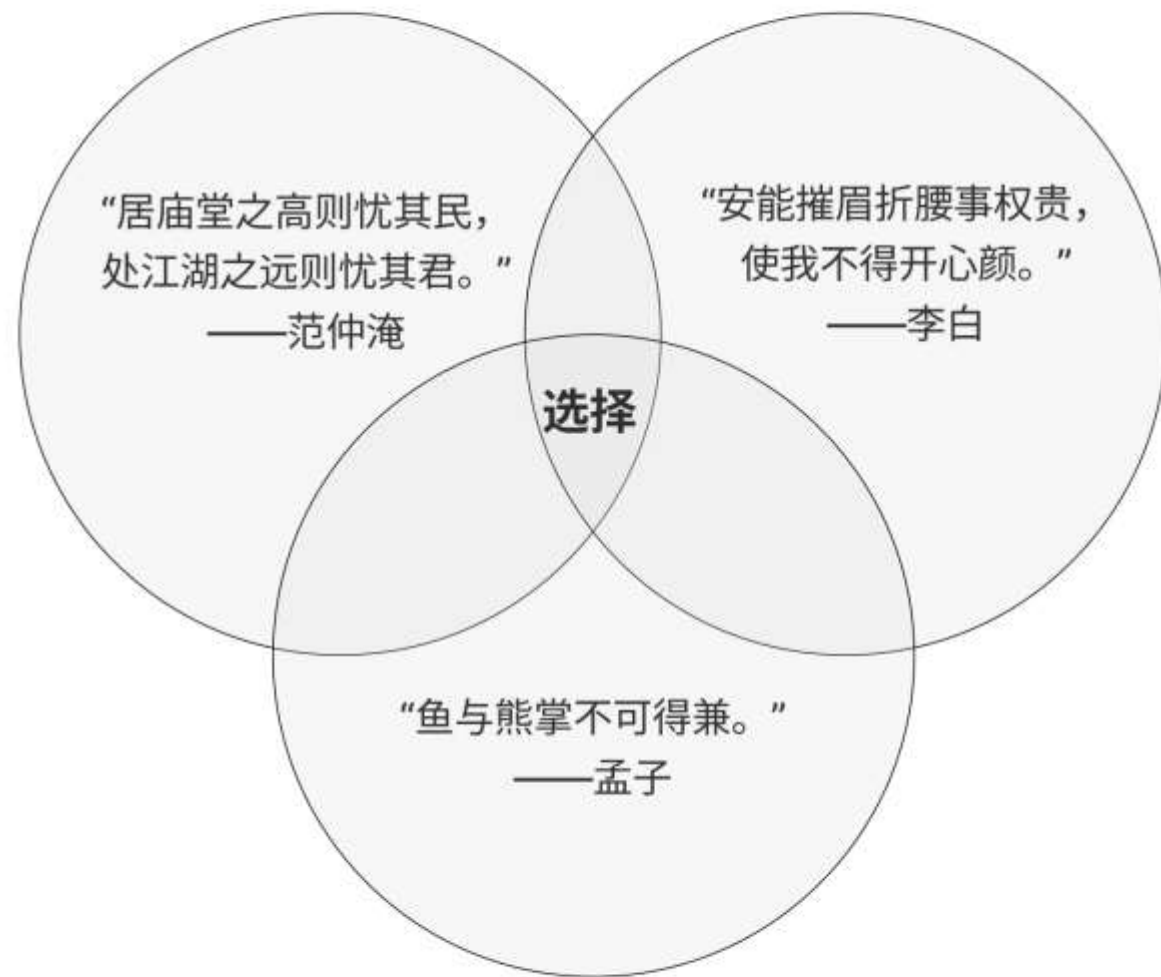 “居庙堂之高则忧其民，
处江湖之远则忧其君。”
——范仲淹
“安能摧眉折腰事权贵，
使我不得开心颜。”
——李白
选择
“鱼与熊掌不可得兼。”
——孟子